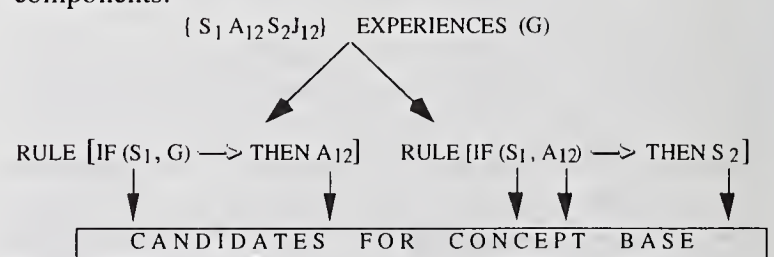 components.
{ S1 A12 S2 J12 } EXPERIENCES (G)
RULE [IF (S1, G) —> THEN A12] RULE [IF (S1, A12) —> THEN S2]
CANDIDATES FOR CONCEPT BASE